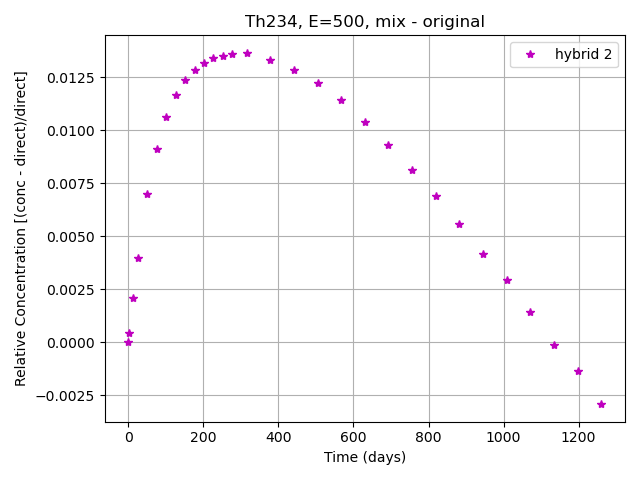 Th234, E=500, mix - original
hybrid 2
Relative Concentration [(conc - direct)/direct]
0.0125
0.0100
0.0075
0.0050
0.0025
0.0000
−0.0025
0 200 400 600 800 1000 1200
Time (days)